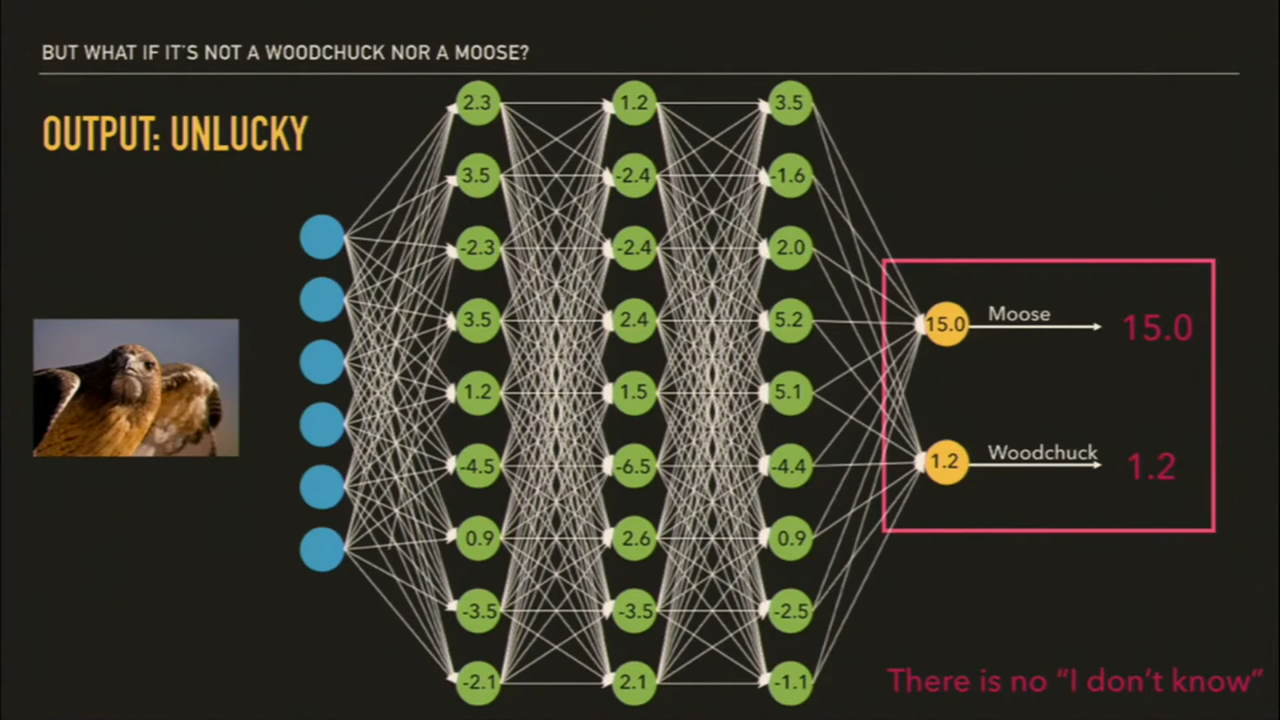 BUT WHAT IF IT'S NOT A WOODCHUCK NOR A MOOSE?
OUTPUT: UNLUCKY
2.3 1.2 3.5
3.5 -2.4 -1.6
-2.3 -2.4 2.0
3.5 2.4 5.2
15.0 Moose 15.0
1.2 1.5 5.1
-4.5 -6.5 -4.4
1.2 Woodchuck 1.2
0.9 2.6 0.9
-3.5 -3.5 -2.5
-2.1 2.1 -1.1
There is no "I don't know"